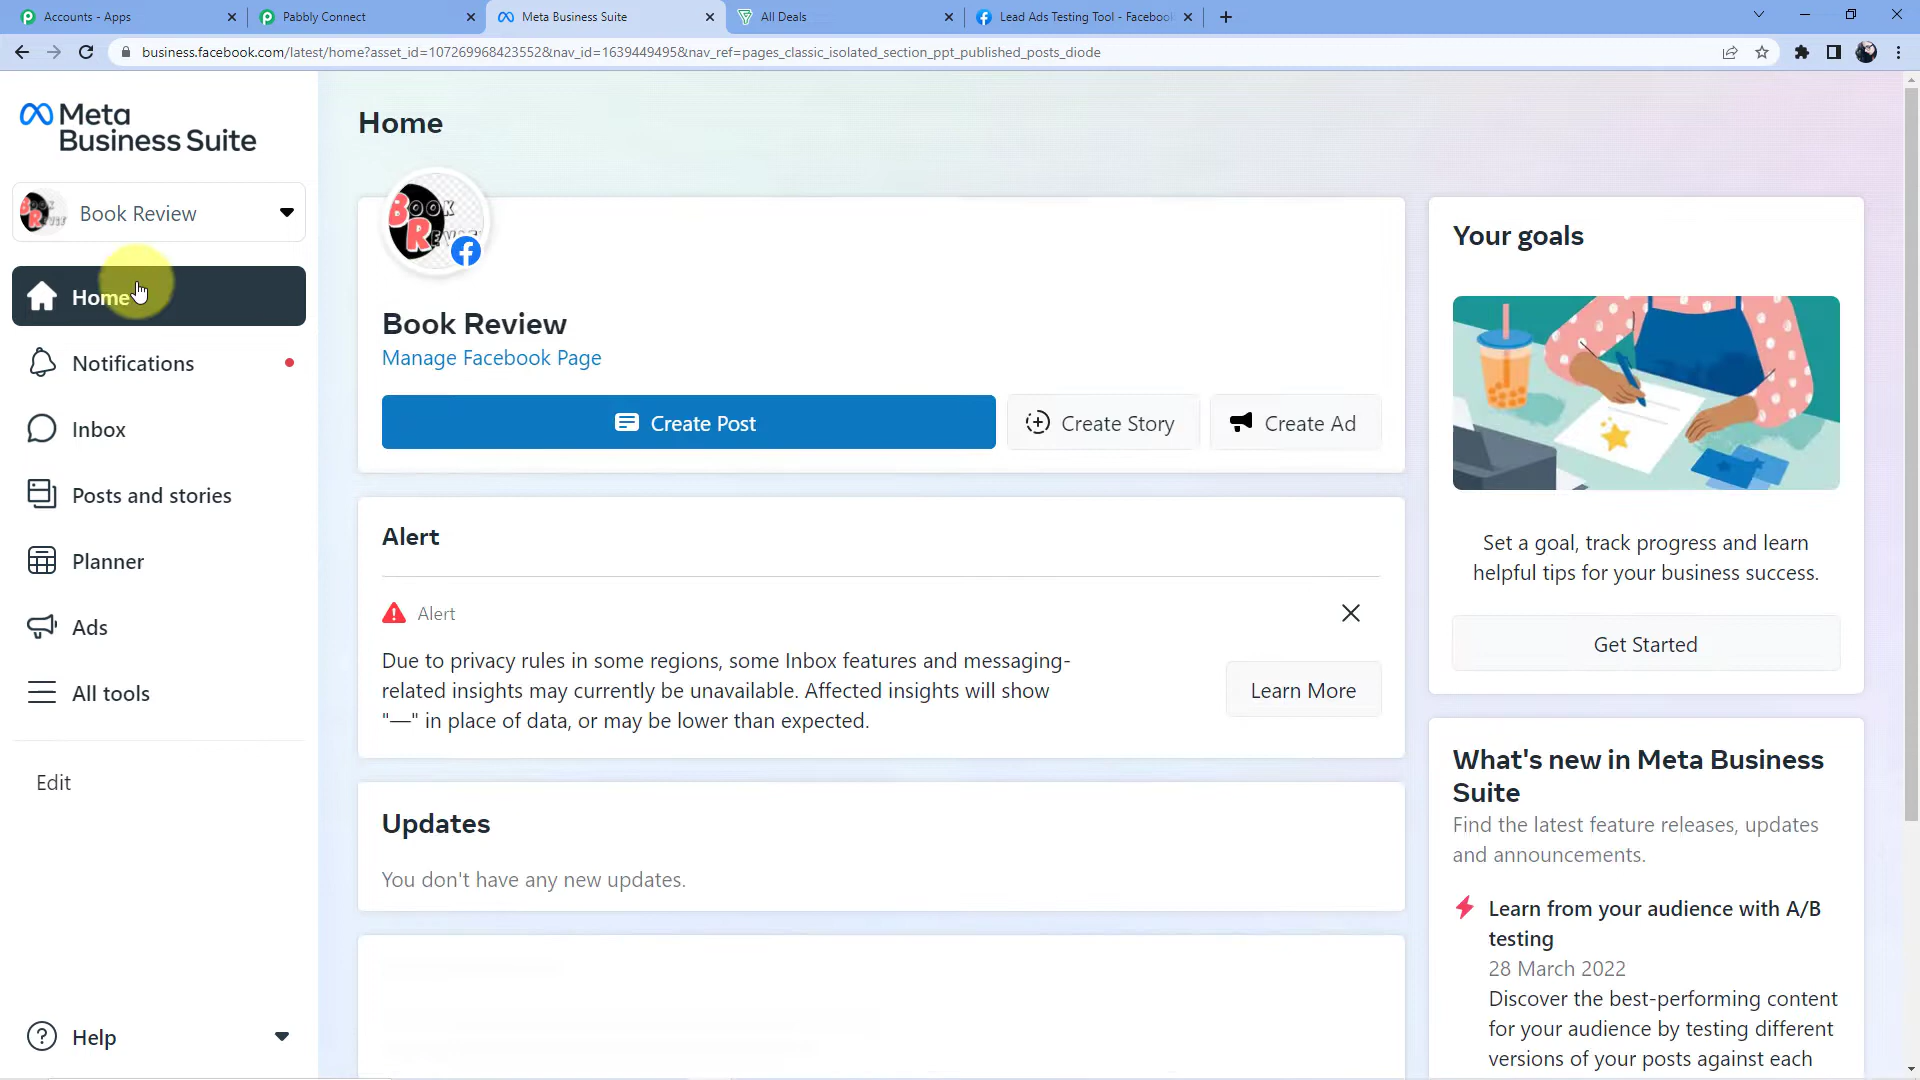 Accounts - Apps
Pabbly Connect
Meta Business Suite
All Deals
Lead Ads Testing Tool - Facebook
business.facebook.com/latest/home?asset_id=107269968423552&nav_id=1639449495&nav_ref=pages_classic_isolated_section_ppt_published_posts_diode
Meta
Business Suite
Book Review
Home
Notifications
Inbox
Posts and stories
Planner
Ads
All tools
Edit
Help
Home
Book Review
Manage Facebook Page
Create Post
Create Story
Create Ad
Alert
Alert
Due to privacy rules in some regions, some Inbox features and messaging-
related insights may currently be unavailable. Affected insights will show
"—" in place of data, or may be lower than expected.
Learn More
Updates
You don't have any new updates.
Your goals
Set a goal, track progress and learn
helpful tips for your business success.
Get Started
What's new in Meta Business
Suite
Find the latest feature releases, updates
and announcements.
Learn from your audience with A/B
testing
28 March 2022
Discover the best-performing content
for your audience by testing different
versions of your posts against each